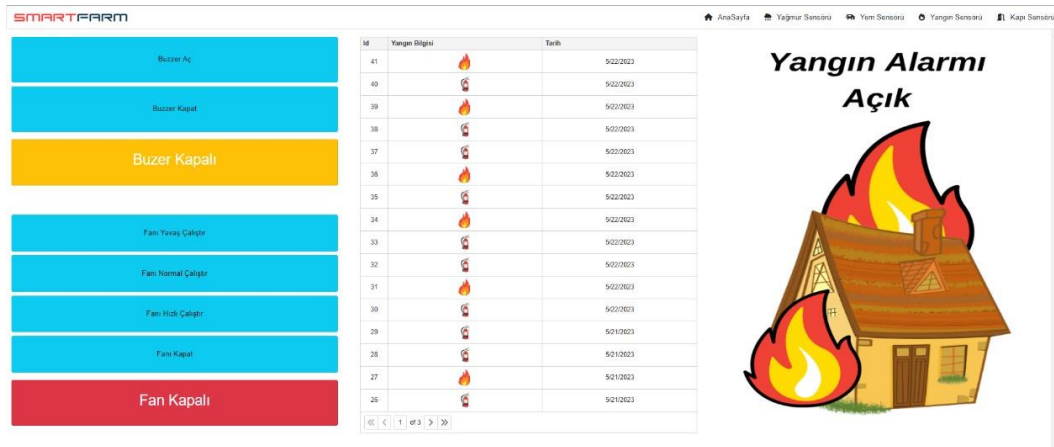 SMARTFARM
AnaSayfa Yağmur Sensörü Yem Sensörü Yangın Sensörü Kapı Sensörü
Buzzer Aç
Buzzer Kapat
Buzer Kapalı
Fanı Yavaş Çalıştır
Fanı Normal Çalıştır
Fanı Hızlı Çalıştır
Fanı Kapat
Fan Kapalı
Id Yangın Bilgisi Tarih
41 5/22/2023
40 5/22/2023
39 5/22/2023
38 5/22/2023
37 5/22/2023
36 5/22/2023
35 5/22/2023
34 5/22/2023
33 5/22/2023
32 5/22/2023
31 5/22/2023
30 5/22/2023
29 5/21/2023
28 5/21/2023
27 5/21/2023
26 5/21/2023
1 of 3
Yangın Alarmı
Açık